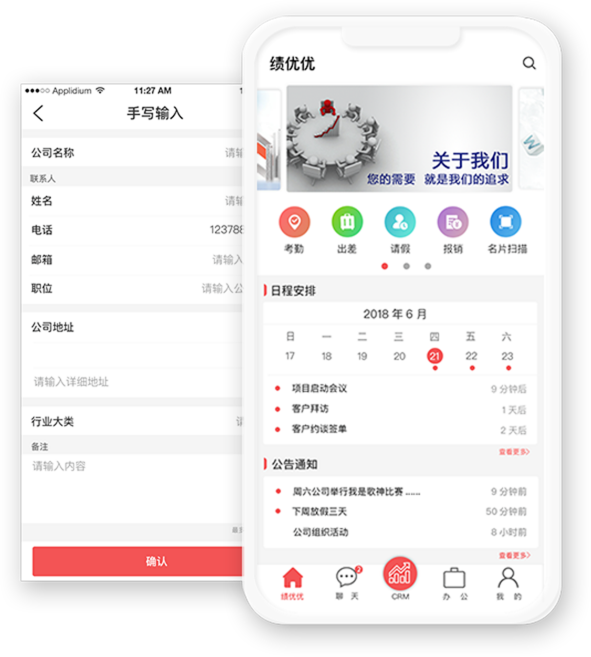 Applidium 11:27 AM
手写输入
公司名称
联系人
姓名
电话 123788
邮箱 请输入
职位 请输入公
公司地址
请输入详细地址
行业大类
备注
请输入内容
确认
绩优优
关于我们
您的需要 就是我们的追求
考勤 出差 请假 报销 名片扫描
日程安排
2018 年 6 月
日 一 二 三 四 五 六
17 18 19 20 21 22 23
项目启动会议 9 分钟后
客户拜访 1 天后
客户约谈签单 2 天后
查看更多>
公告通知
周六公司举行我是歌神比赛 ...... 9 分钟前
下周放假三天 50 分钟前
公司组织活动 8 小时前
查看更多>
2
绩优优 聊 天 CRM 办 公 我 的